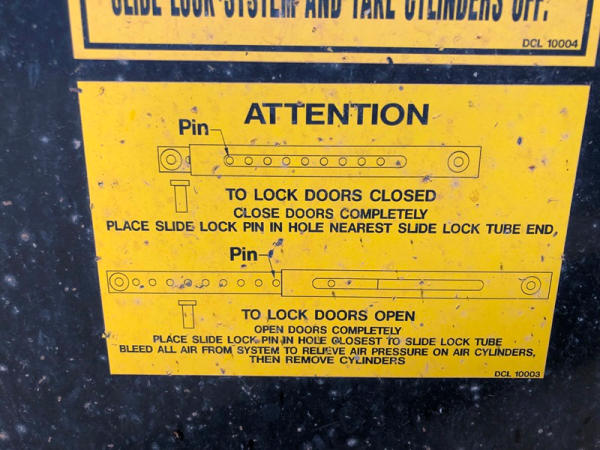 SLIDE LOCK SYSTEM AND TAKE CYLINDERS OFF.
DCL 10004
ATTENTION
Pin
TO LOCK DOORS CLOSED
CLOSE DOORS COMPLETELY
PLACE SLIDE LOCK PIN IN HOLE NEAREST SLIDE LOCK TUBE END.
Pin
TO LOCK DOORS OPEN
OPEN DOORS COMPLETELY
PLACE SLIDE LOCK PIN IN HOLE CLOSEST TO SLIDE LOCK TUBE
BLEED ALL AIR FROM SYSTEM TO RELIEVE AIR PRESSURE ON AIR CYLINDERS,
THEN REMOVE CYLINDERS
DCL 10003